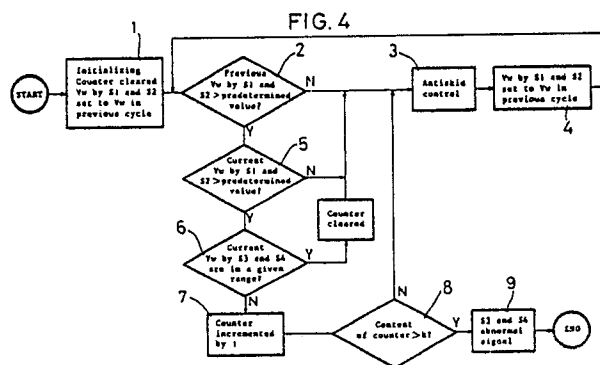 FIG. 4
1
Initializing
Counter cleared
Vw by S1 and S2
set to Vw in
previous cycle
START
2
Previous
Vw by S1 and
S2 > predetermined
value?
N
Y
3
Antiskid
control
Vw by S1 and S2
set to Vw in
previous cycle
4
5
Current
Vw by S1 and
S2 > predetermined
value?
N
Y
Counter
cleared
6
Current
Vw by S3 and S4
are in a given
range?
Y
N
7
Counter
incremented
by 1
8
Content
of counter > k?
N
Y
9
S3 and S4
abnormal
signal
END